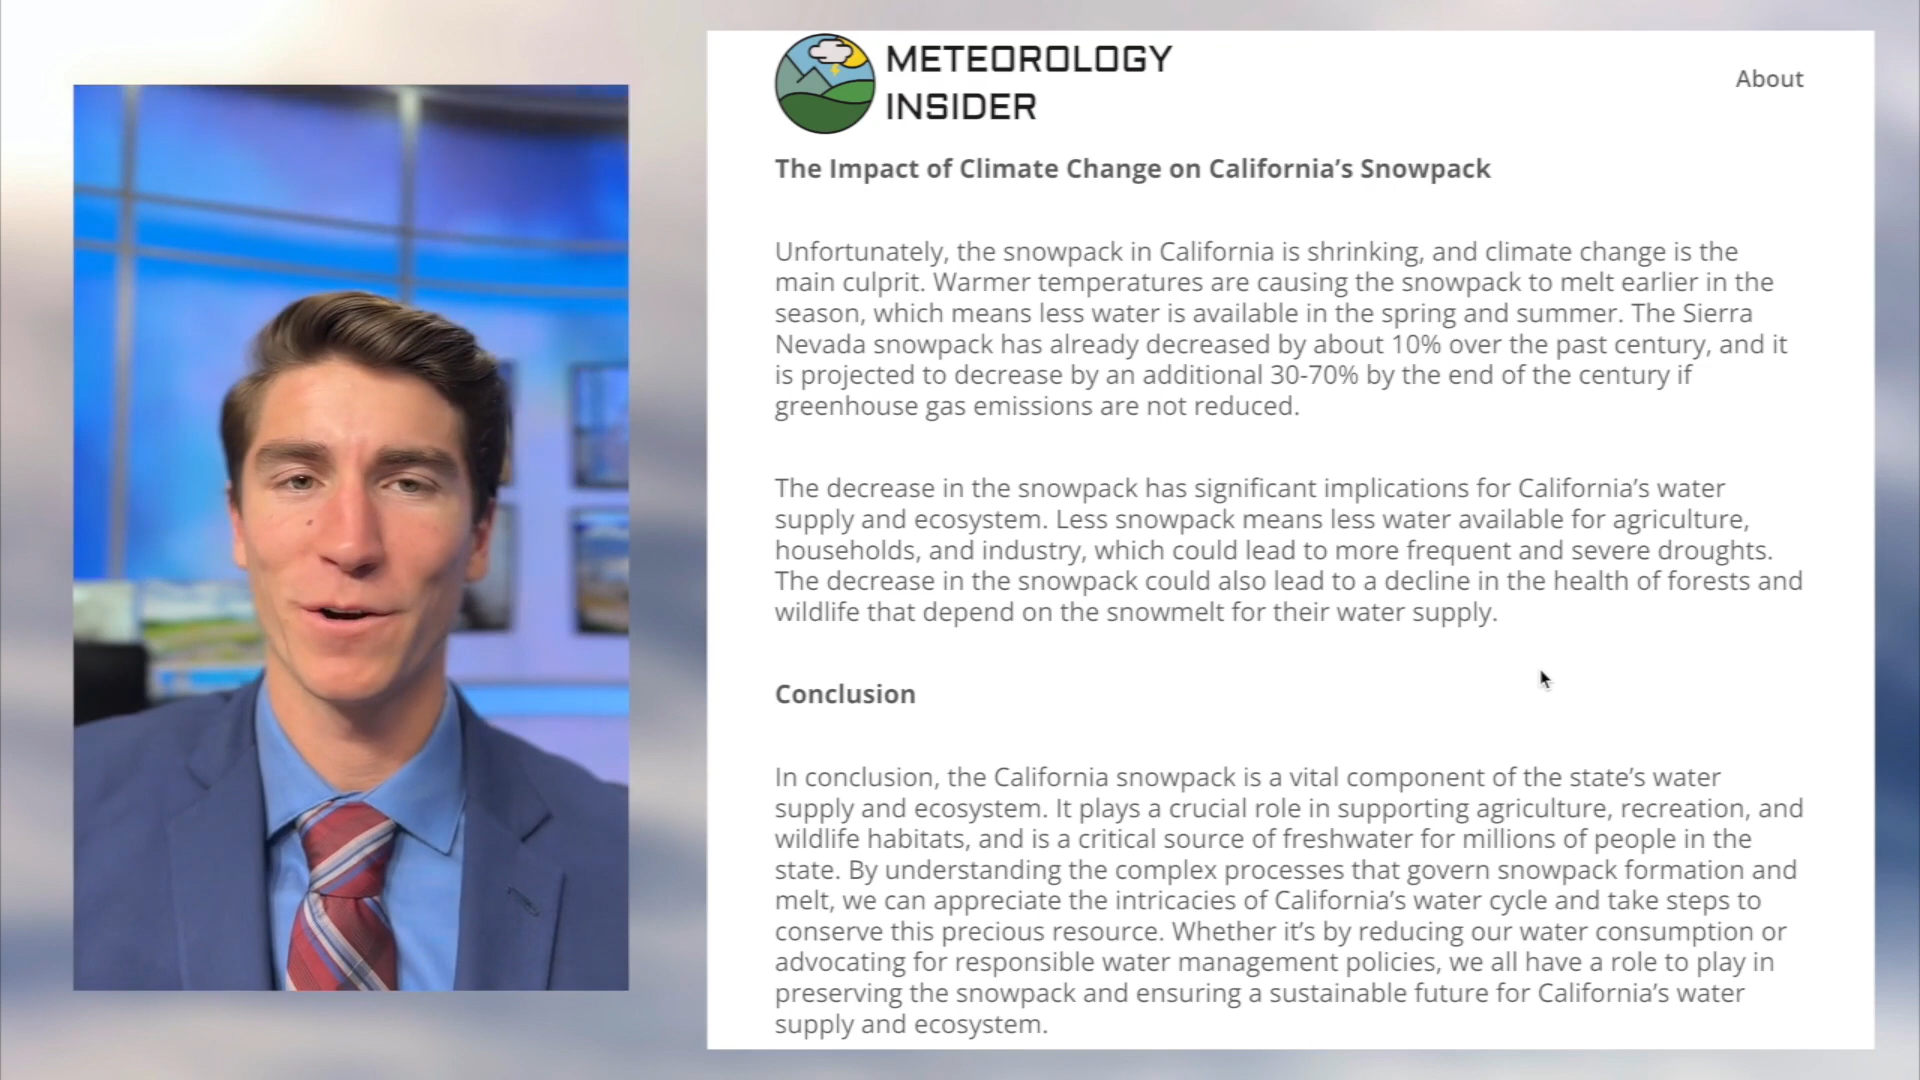 METEOROLOGY
INSIDER
About
The Impact of Climate Change on California’s Snowpack
Unfortunately, the snowpack in California is shrinking, and climate change is the
main culprit. Warmer temperatures are causing the snowpack to melt earlier in the
season, which means less water is available in the spring and summer. The Sierra
Nevada snowpack has already decreased by about 10% over the past century, and it
is projected to decrease by an additional 30-70% by the end of the century if
greenhouse gas emissions are not reduced.
The decrease in the snowpack has significant implications for California’s water
supply and ecosystem. Less snowpack means less water available for agriculture,
households, and industry, which could lead to more frequent and severe droughts.
The decrease in the snowpack could also lead to a decline in the health of forests and
wildlife that depend on the snowmelt for their water supply.
Conclusion
In conclusion, the California snowpack is a vital component of the state’s water
supply and ecosystem. It plays a crucial role in supporting agriculture, recreation, and
wildlife habitats, and is a critical source of freshwater for millions of people in the
state. By understanding the complex processes that govern snowpack formation and
melt, we can appreciate the intricacies of California’s water cycle and take steps to
conserve this precious resource. Whether it’s by reducing our water consumption or
advocating for responsible water management policies, we all have a role to play in
preserving the snowpack and ensuring a sustainable future for California’s water
supply and ecosystem.